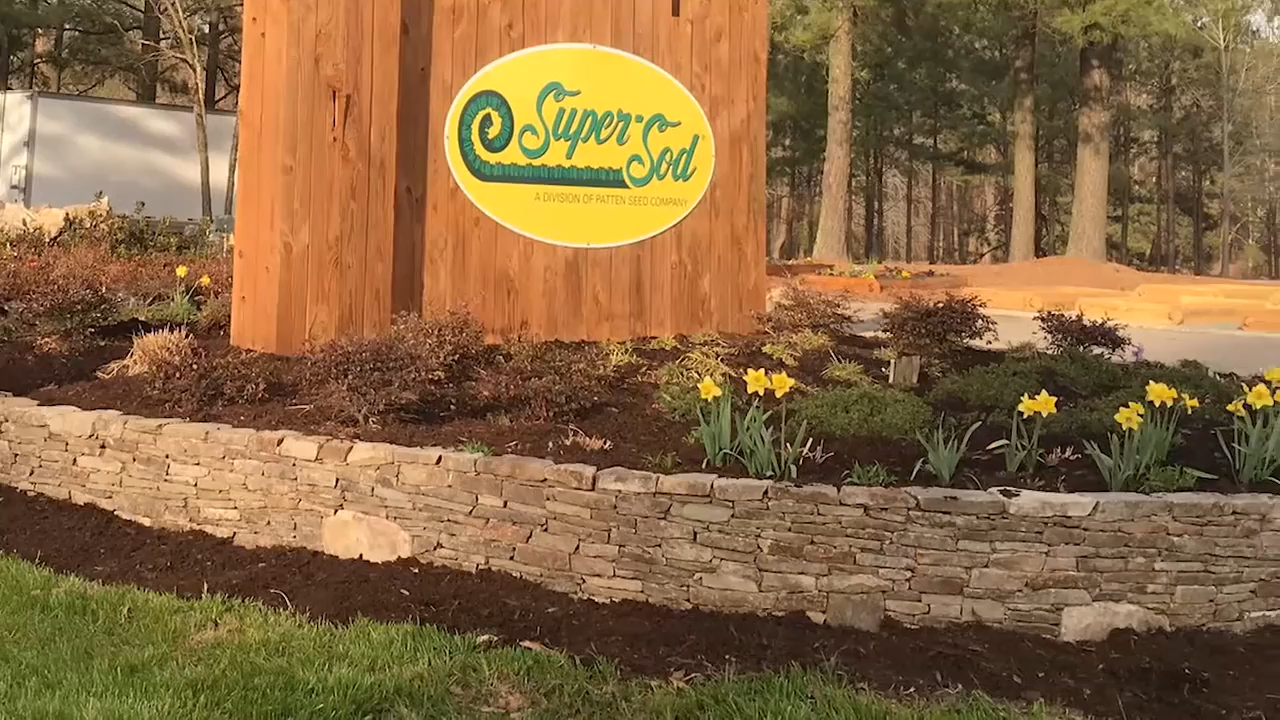 Super-Sod
A DIVISION OF PATTEN SEED COMPANY